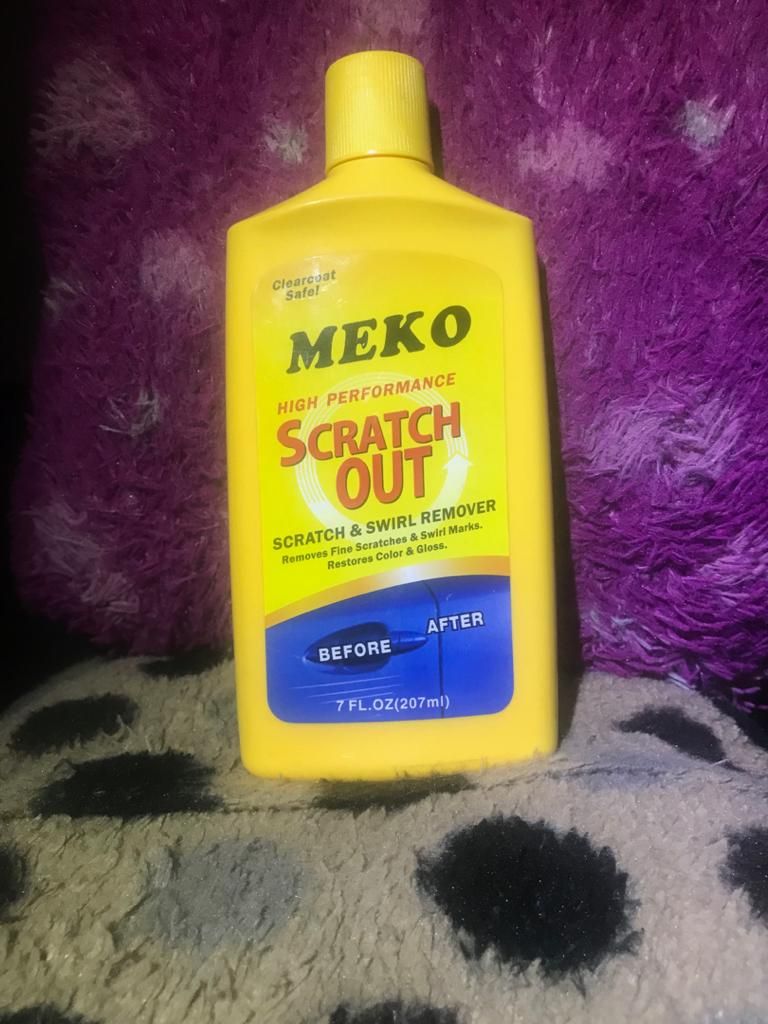 Clearcoat
Safe!
MEKO
HIGH PERFORMANCE
SCRATCH
OUT
SCRATCH & SWIRL REMOVER
Removes Fine Scratches & Swirl Marks.
Restores Color & Gloss.
BEFORE AFTER
7 FL.OZ(207ml)